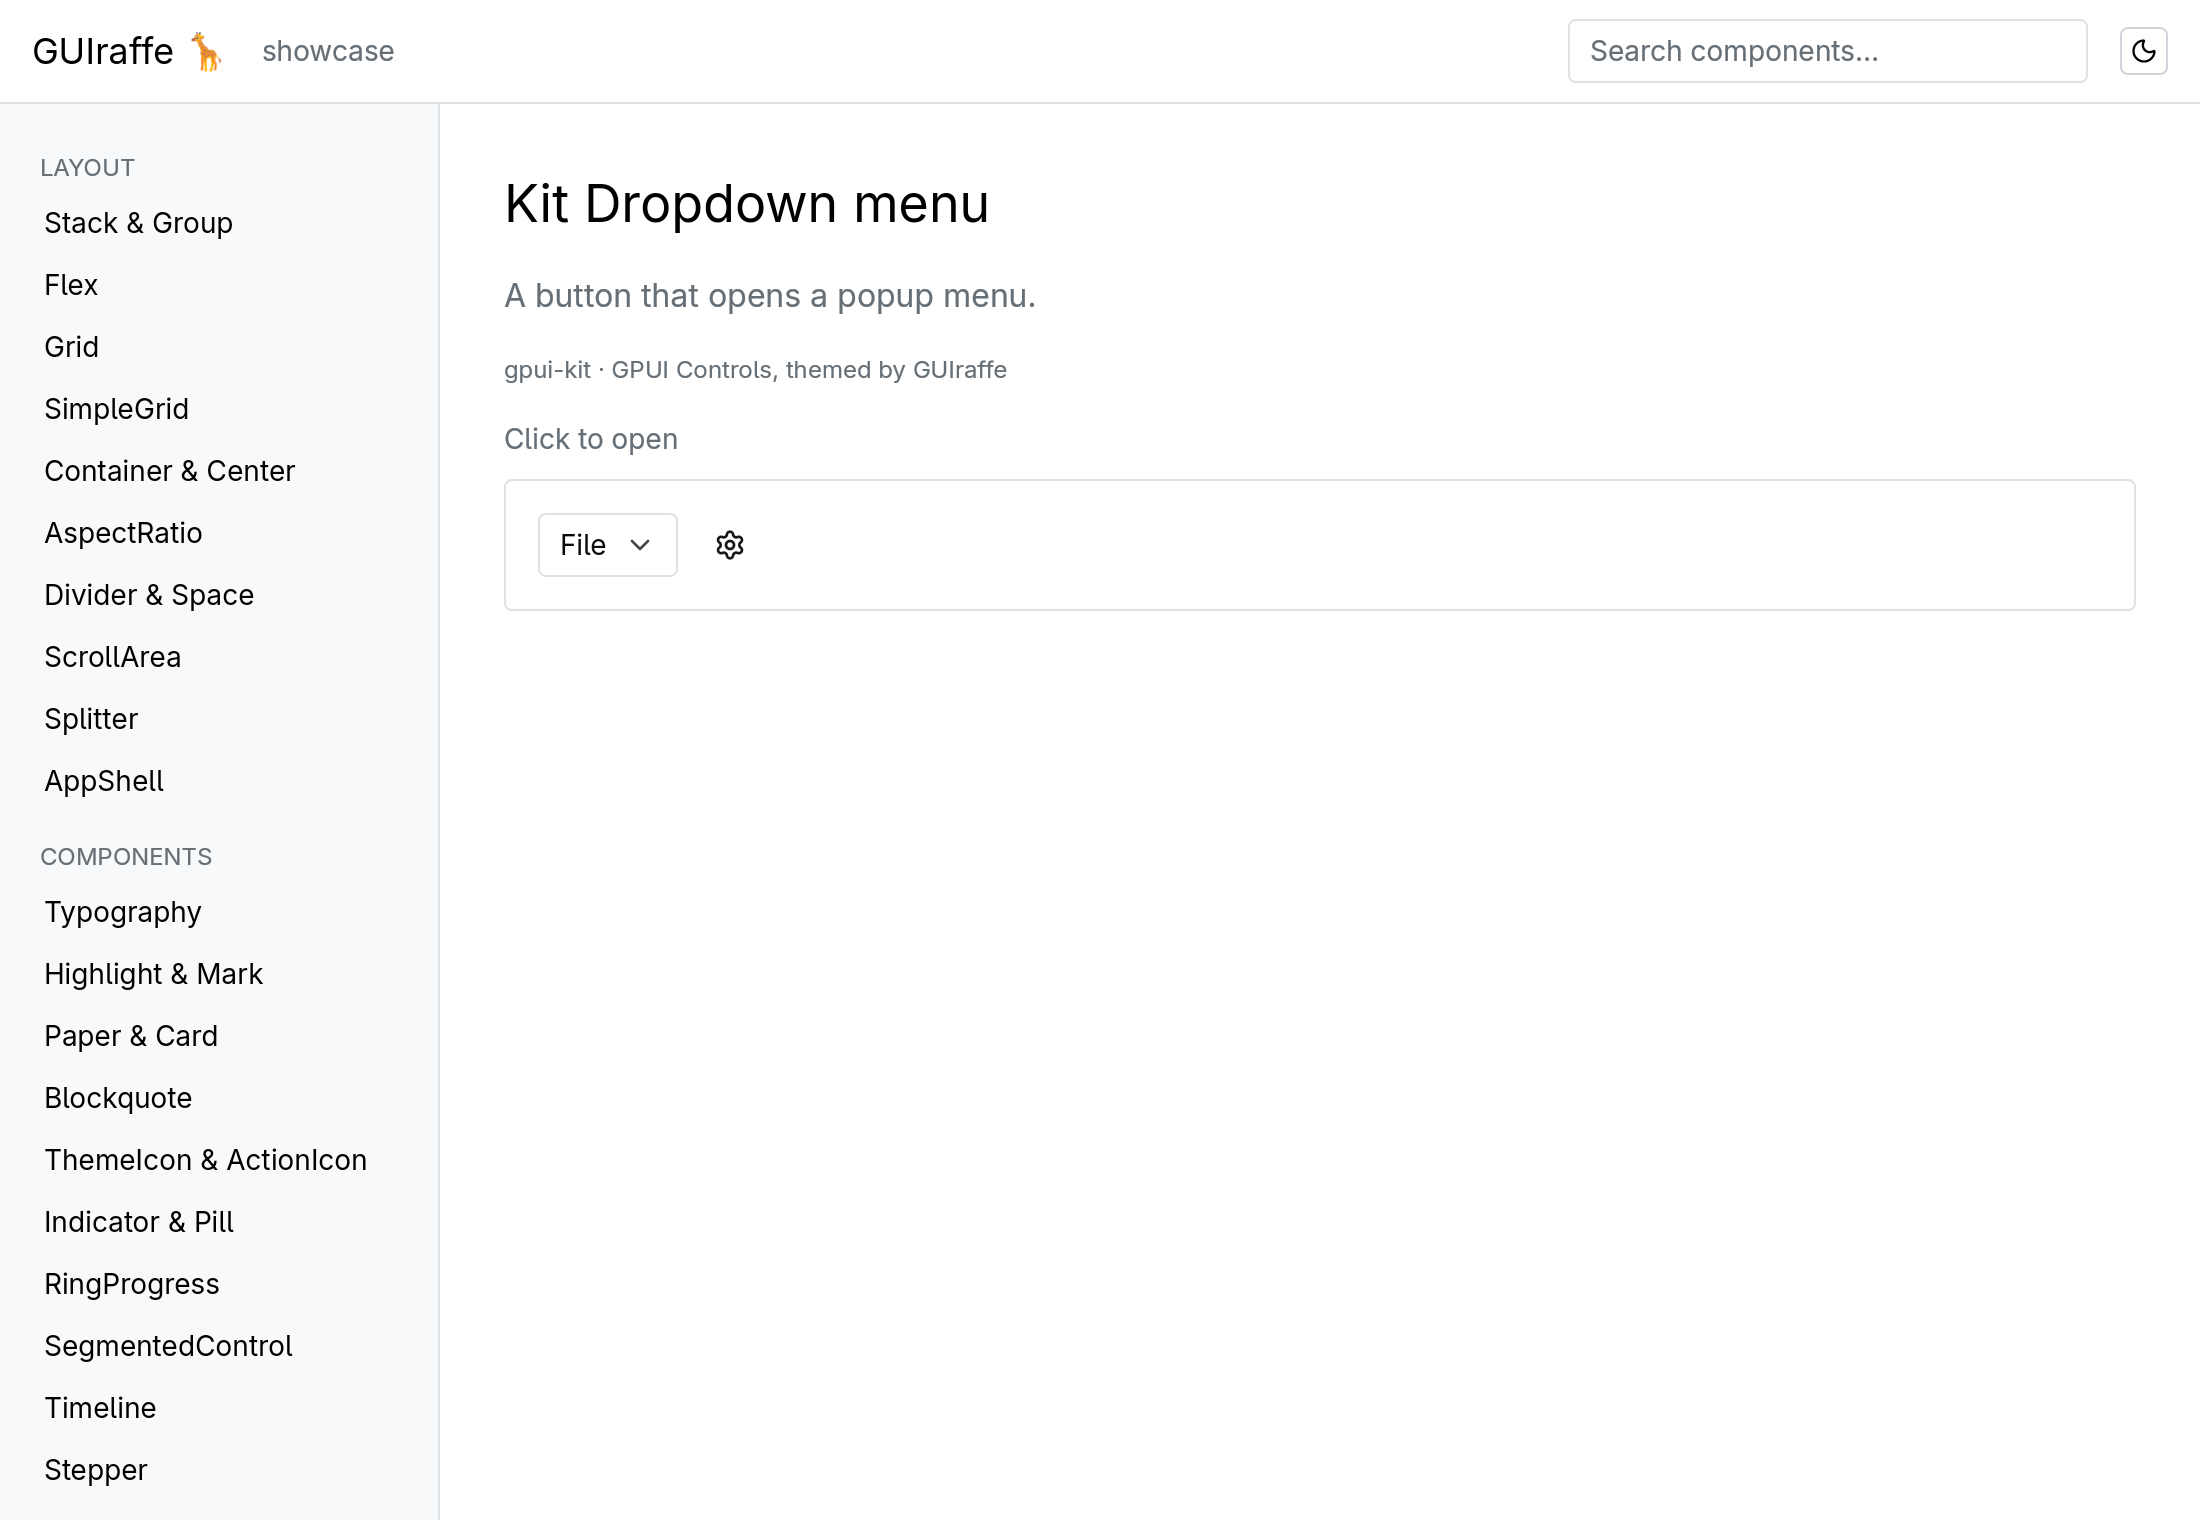 GUIraffe 🦒 showcase Search components...
LAYOUT
Stack & Group
Flex
Grid
SimpleGrid
Container & Center
AspectRatio
Divider & Space
ScrollArea
Splitter
AppShell
COMPONENTS
Typography
Highlight & Mark
Paper & Card
Blockquote
ThemeIcon & ActionIcon
Indicator & Pill
RingProgress
SegmentedControl
Timeline
Stepper
Kit Dropdown menu
A button that opens a popup menu.
gpui-kit · GPUI Controls, themed by GUIraffe
Click to open
File